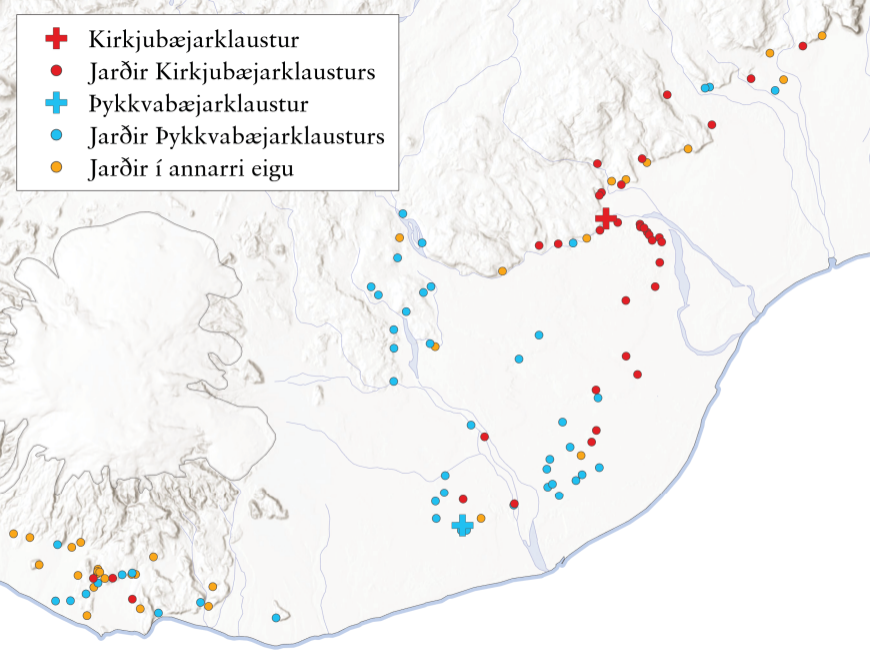 Kirkjubæjarklaustur
Jarðir Kirkjubæjarklausturs
Þykkvabæjarklaustur
Jarðir Þykkvabæjarklausturs
Jarðir í annarri eigu